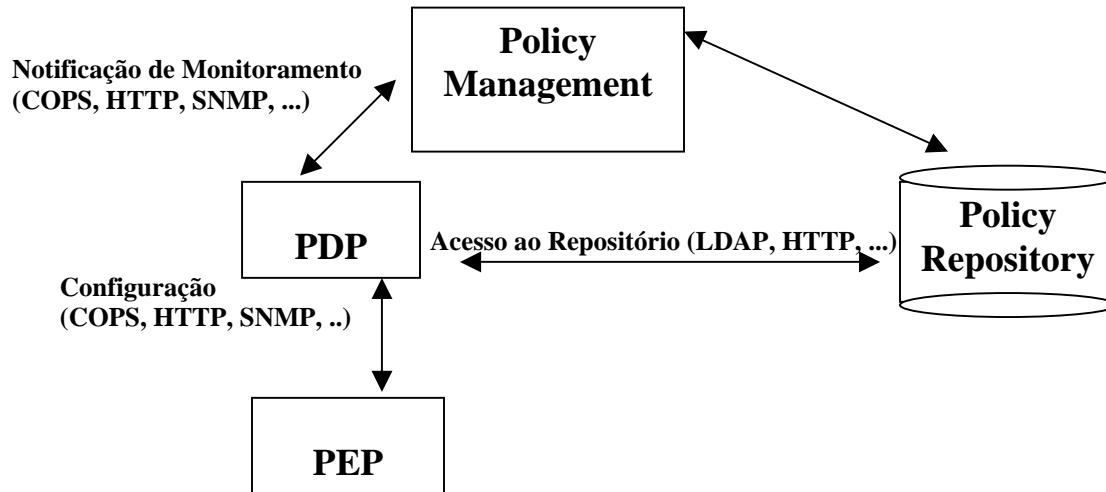 Policy
Management
Notificação de Monitoramento
(COPS, HTTP, SNMP, ...)
Policy
Repository
PDP
Acesso ao Repositório (LDAP, HTTP, ...)
Configuração
(COPS, HTTP, SNMP, ..)
PEP